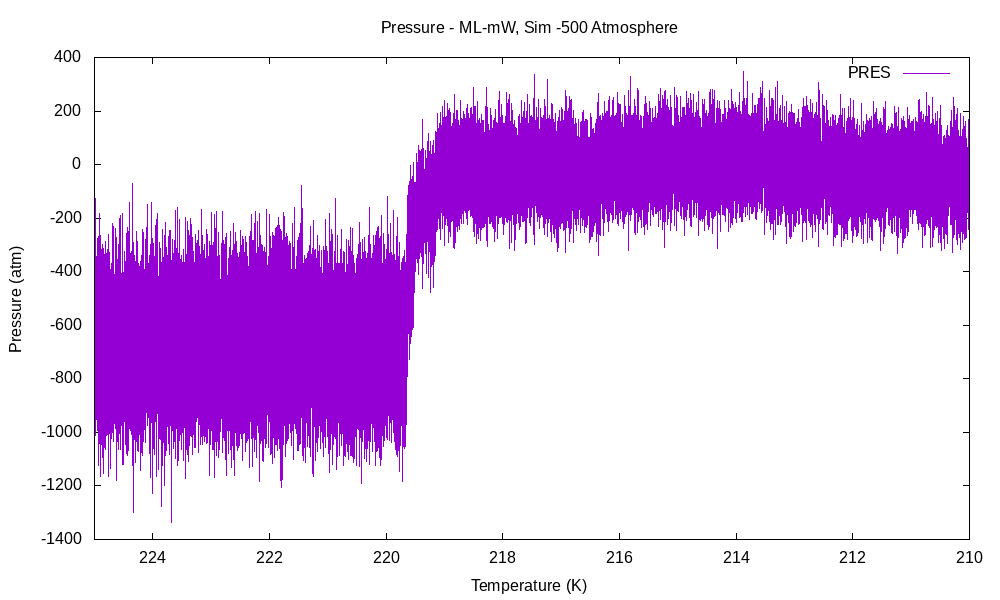 Pressure - ML-mW, Sim -500 Atmosphere
PRES
400
200
0
-200
-400
-600
-800
-1000
-1200
-1400
Pressure (atm)
224 222 220 218 216 214 212 210
Temperature (K)